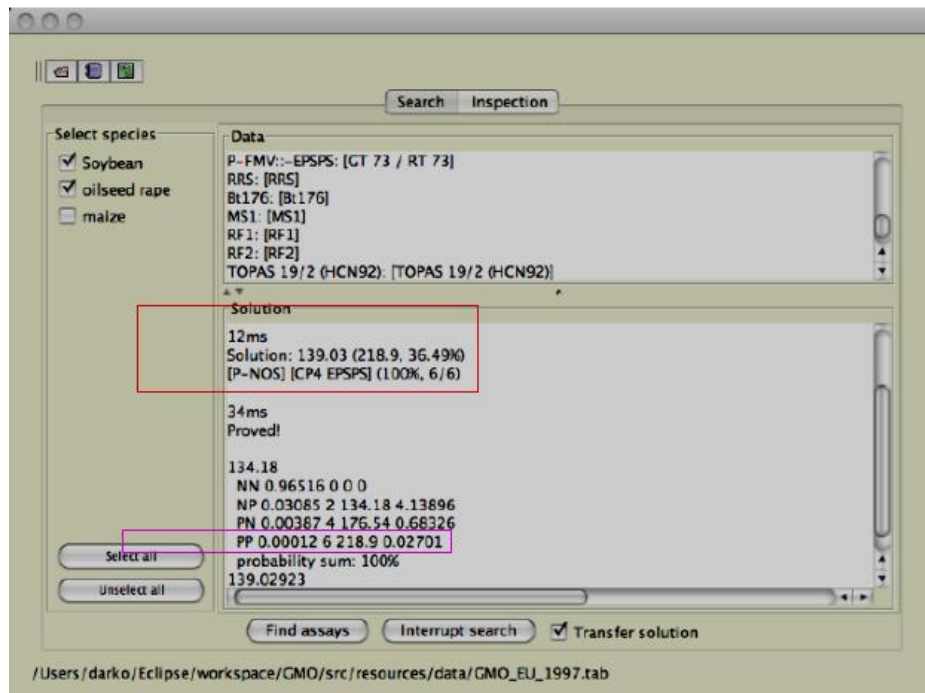 Search Inspection
Select species
Soybean
oilseed rape
maize
Data
P-FMV::-EPSPS: [GT 73 / RT 73]
RRS: [RRS]
Bt176: [Bt176]
MS1: [MS1]
RF1: [RF1]
RF2: [RF2]
TOPAS 19/2 (HCN92): [TOPAS 19/2 (HCN92)]
Solution
12ms
Solution: 139.03 (218.9, 36.49%)
[P-NOS] [CP4 EPSPS] (100%, 6/6)
34ms
Proved!
134.18
NN 0.96516 0 0 0
NP 0.03085 2 134.18 4.13896
PN 0.00387 4 176.54 0.68326
PP 0.00012 6 218.9 0.02701
probability sum: 100%
139.02923
Select all
Unselect all
Find assays Interrupt search Transfer solution
/Users/darko/Eclipse/workspace/GMO/src/resources/data/GMO_EU_1997.tab